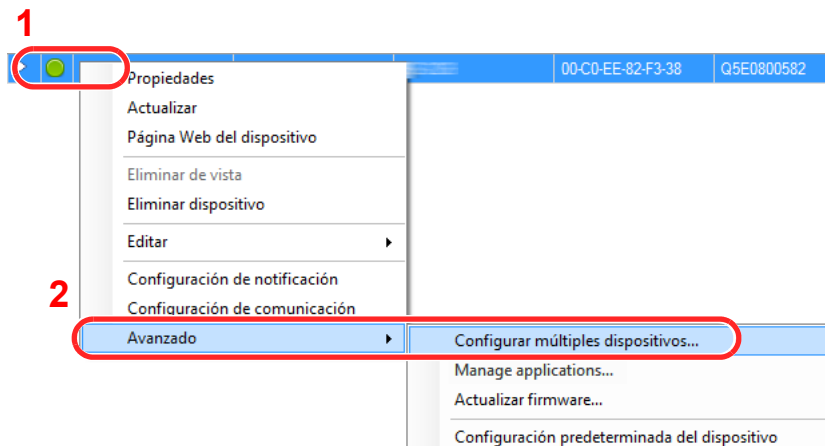 1
00-C0-EE-82-F3-38 Q5E0800582
Propiedades
Actualizar
Página Web del dispositivo
Eliminar de vista
Eliminar dispositivo
Editar
Configuración de notificación
2
Configuración de comunicación
Avanzado
Configurar múltiples dispositivos...
Manage applications...
Actualizar firmware...
Configuración predeterminada del dispositivo